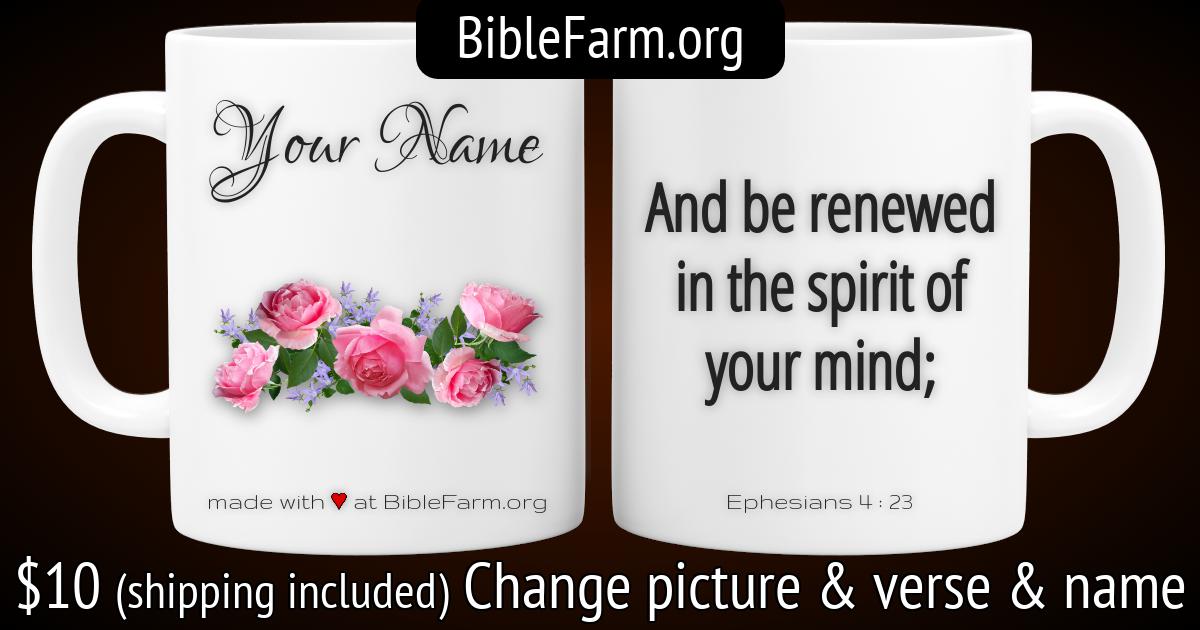 BibleFarm.org
Your Name
made with ♥ at BibleFarm.org
And be renewed
in the spirit of
your mind;
Ephesians 4 : 23
$10 (shipping included) Change picture & verse & name